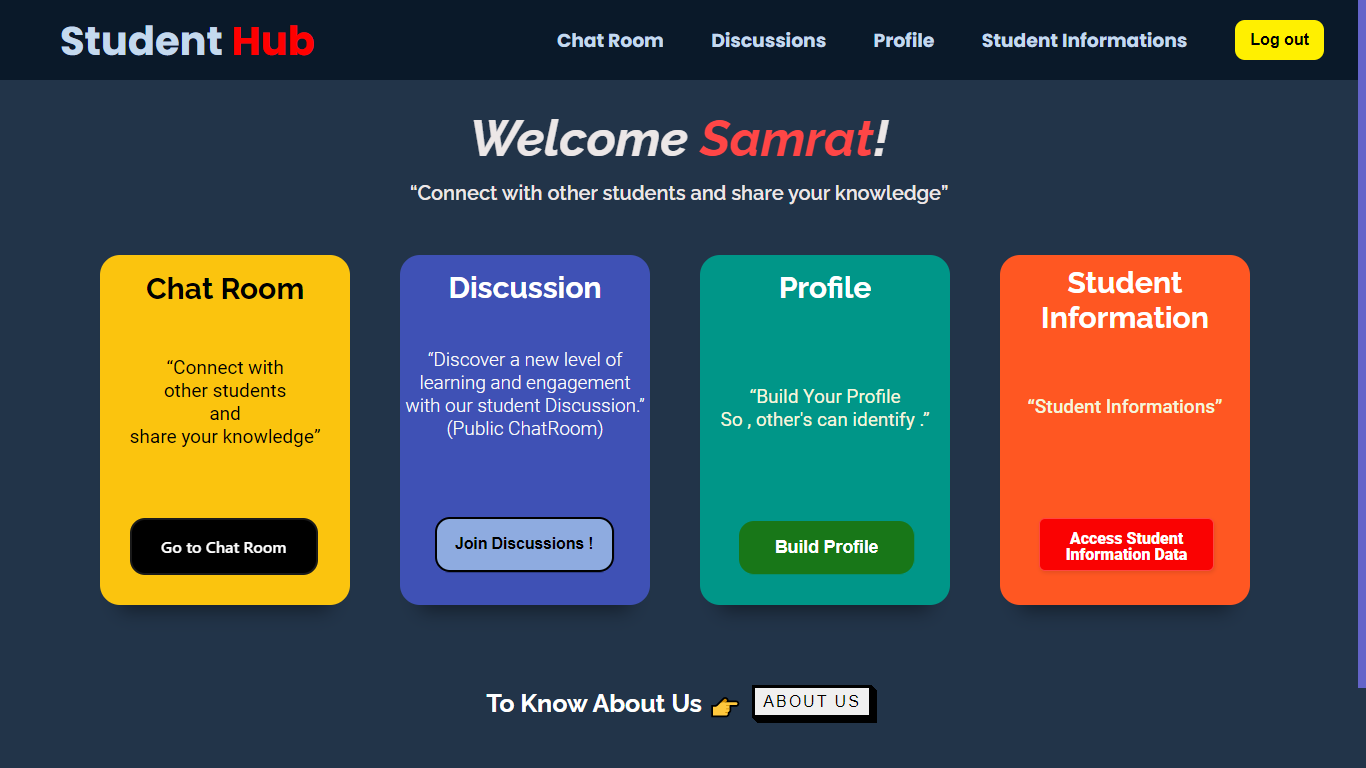 Student Hub
Chat Room
Discussions
Profile
Student Informations
Log out
Welcome Samrat!
“Connect with other students and share your knowledge”
Chat Room
“Connect with
other students
and
share your knowledge”
Go to Chat Room
Discussion
“Discover a new level of
learning and engagement
with our student Discussion.”
(Public ChatRoom)
Join Discussions !
Profile
“Build Your Profile
So , other's can identify .”
Build Profile
Student
Information
“Student Informations”
Access Student
Information Data
To Know About Us 👉
ABOUT US